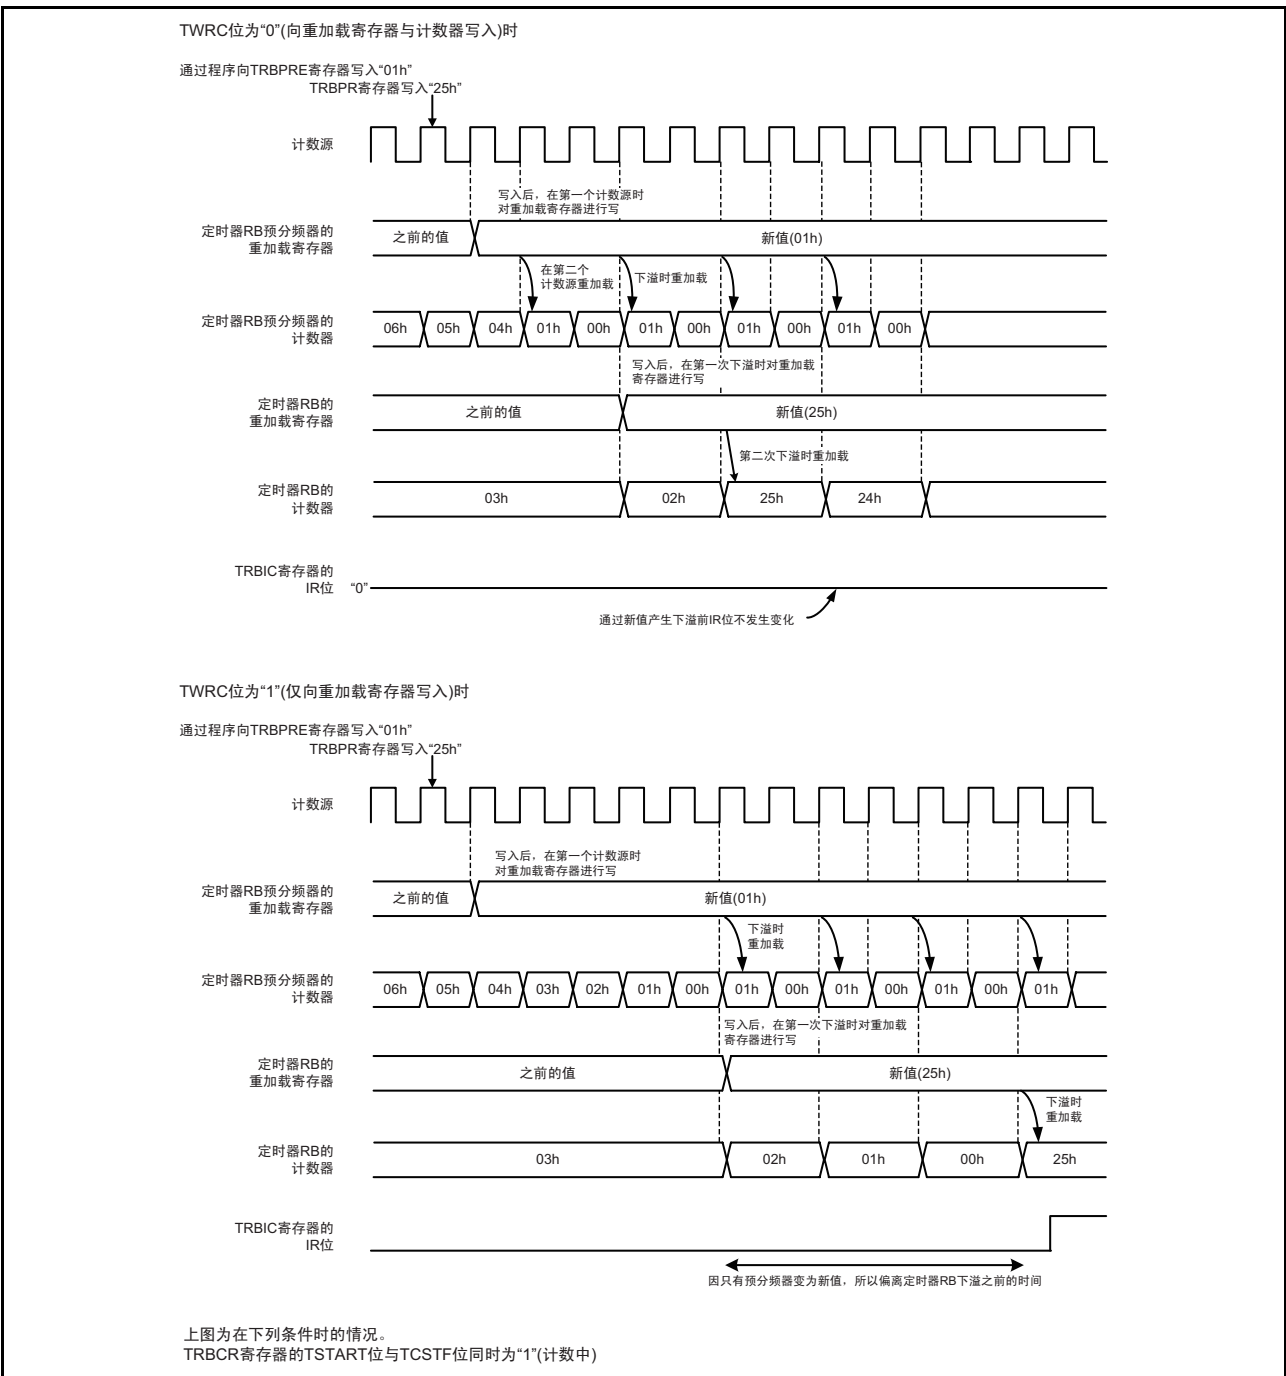 TWRC位为“0”(向重加载寄存器与计数器写入)时
通过程序向TRBPRE寄存器写入“01h”
TRBPR寄存器写入“25h”
计数源
写入后，在第一个计数源时
对重加载寄存器进行写
定时器RB预分频器的
重加载寄存器
之前的值
新值(01h)
在第二个
计数源重加载
下溢时重加载
定时器RB预分频器的
计数器
06h 05h 04h 01h 00h 01h 00h 01h 00h 01h 00h
写入后，在第一次下溢时对重加载
寄存器进行写
定时器RB的
重加载寄存器
之前的值
新值(25h)
第二次下溢时重加载
定时器RB的
计数器
03h 02h 25h 24h
TRBIC寄存器的
IR位 “0”
通过新值产生下溢前IR位不发生变化
TWRC位为“1”(仅向重加载寄存器写入)时
通过程序向TRBPRE寄存器写入“01h”
TRBPR寄存器写入“25h”
计数源
写入后，在第一个计数源时
对重加载寄存器进行写
定时器RB预分频器的
重加载寄存器
之前的值
新值(01h)
下溢时
重加载
定时器RB预分频器的
计数器
06h 05h 04h 03h 02h 01h 00h 01h 00h 01h 00h 01h 00h 01h
写入后，在第一次下溢时对重加载
寄存器进行写
定时器RB的
重加载寄存器
之前的值
新值(25h)
下溢时
重加载
定时器RB的
计数器
03h 02h 01h 00h 25h
TRBIC寄存器的
IR位
因只有预分频器变为新值，所以偏离定时器RB下溢之前的时间
上图为在下列条件时的情况。
TRBCR寄存器的TSTART位与TCSTF位同时为“1”(计数中)